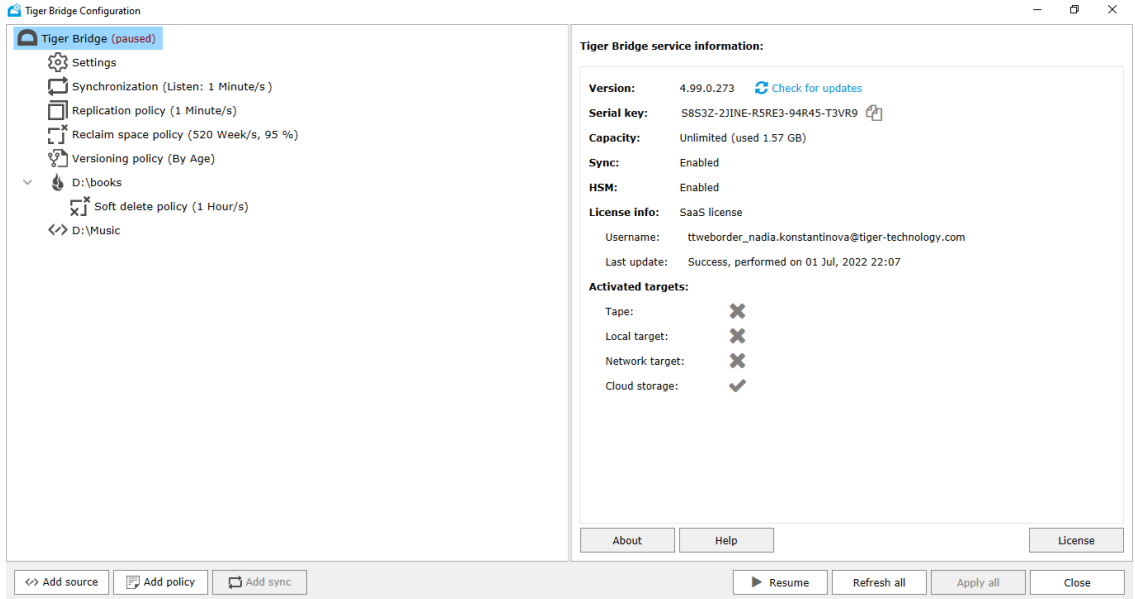 Tiger Bridge Configuration
Tiger Bridge (paused)
Settings
Synchronization (Listen: 1 Minute/s )
Replication policy (1 Minute/s)
Reclaim space policy (520 Week/s, 95 %)
Versioning policy (By Age)
D:\books
Soft delete policy (1 Hour/s)
D:\Music
Tiger Bridge service information:
Version: 4.99.0.273 Check for updates
Serial key: S8S3Z-2JINE-R5RE3-94R45-T3VR9
Capacity: Unlimited (used 1.57 GB)
Sync: Enabled
HSM: Enabled
License info: SaaS license
Username: ttweborder_nadia.konstantinova@tiger-technology.com
Last update: Success, performed on 01 Jul, 2022 22:07
Activated targets:
Tape:
Local target:
Network target:
Cloud storage:
About Help License
Add source Add policy Add sync Resume Refresh all Apply all Close